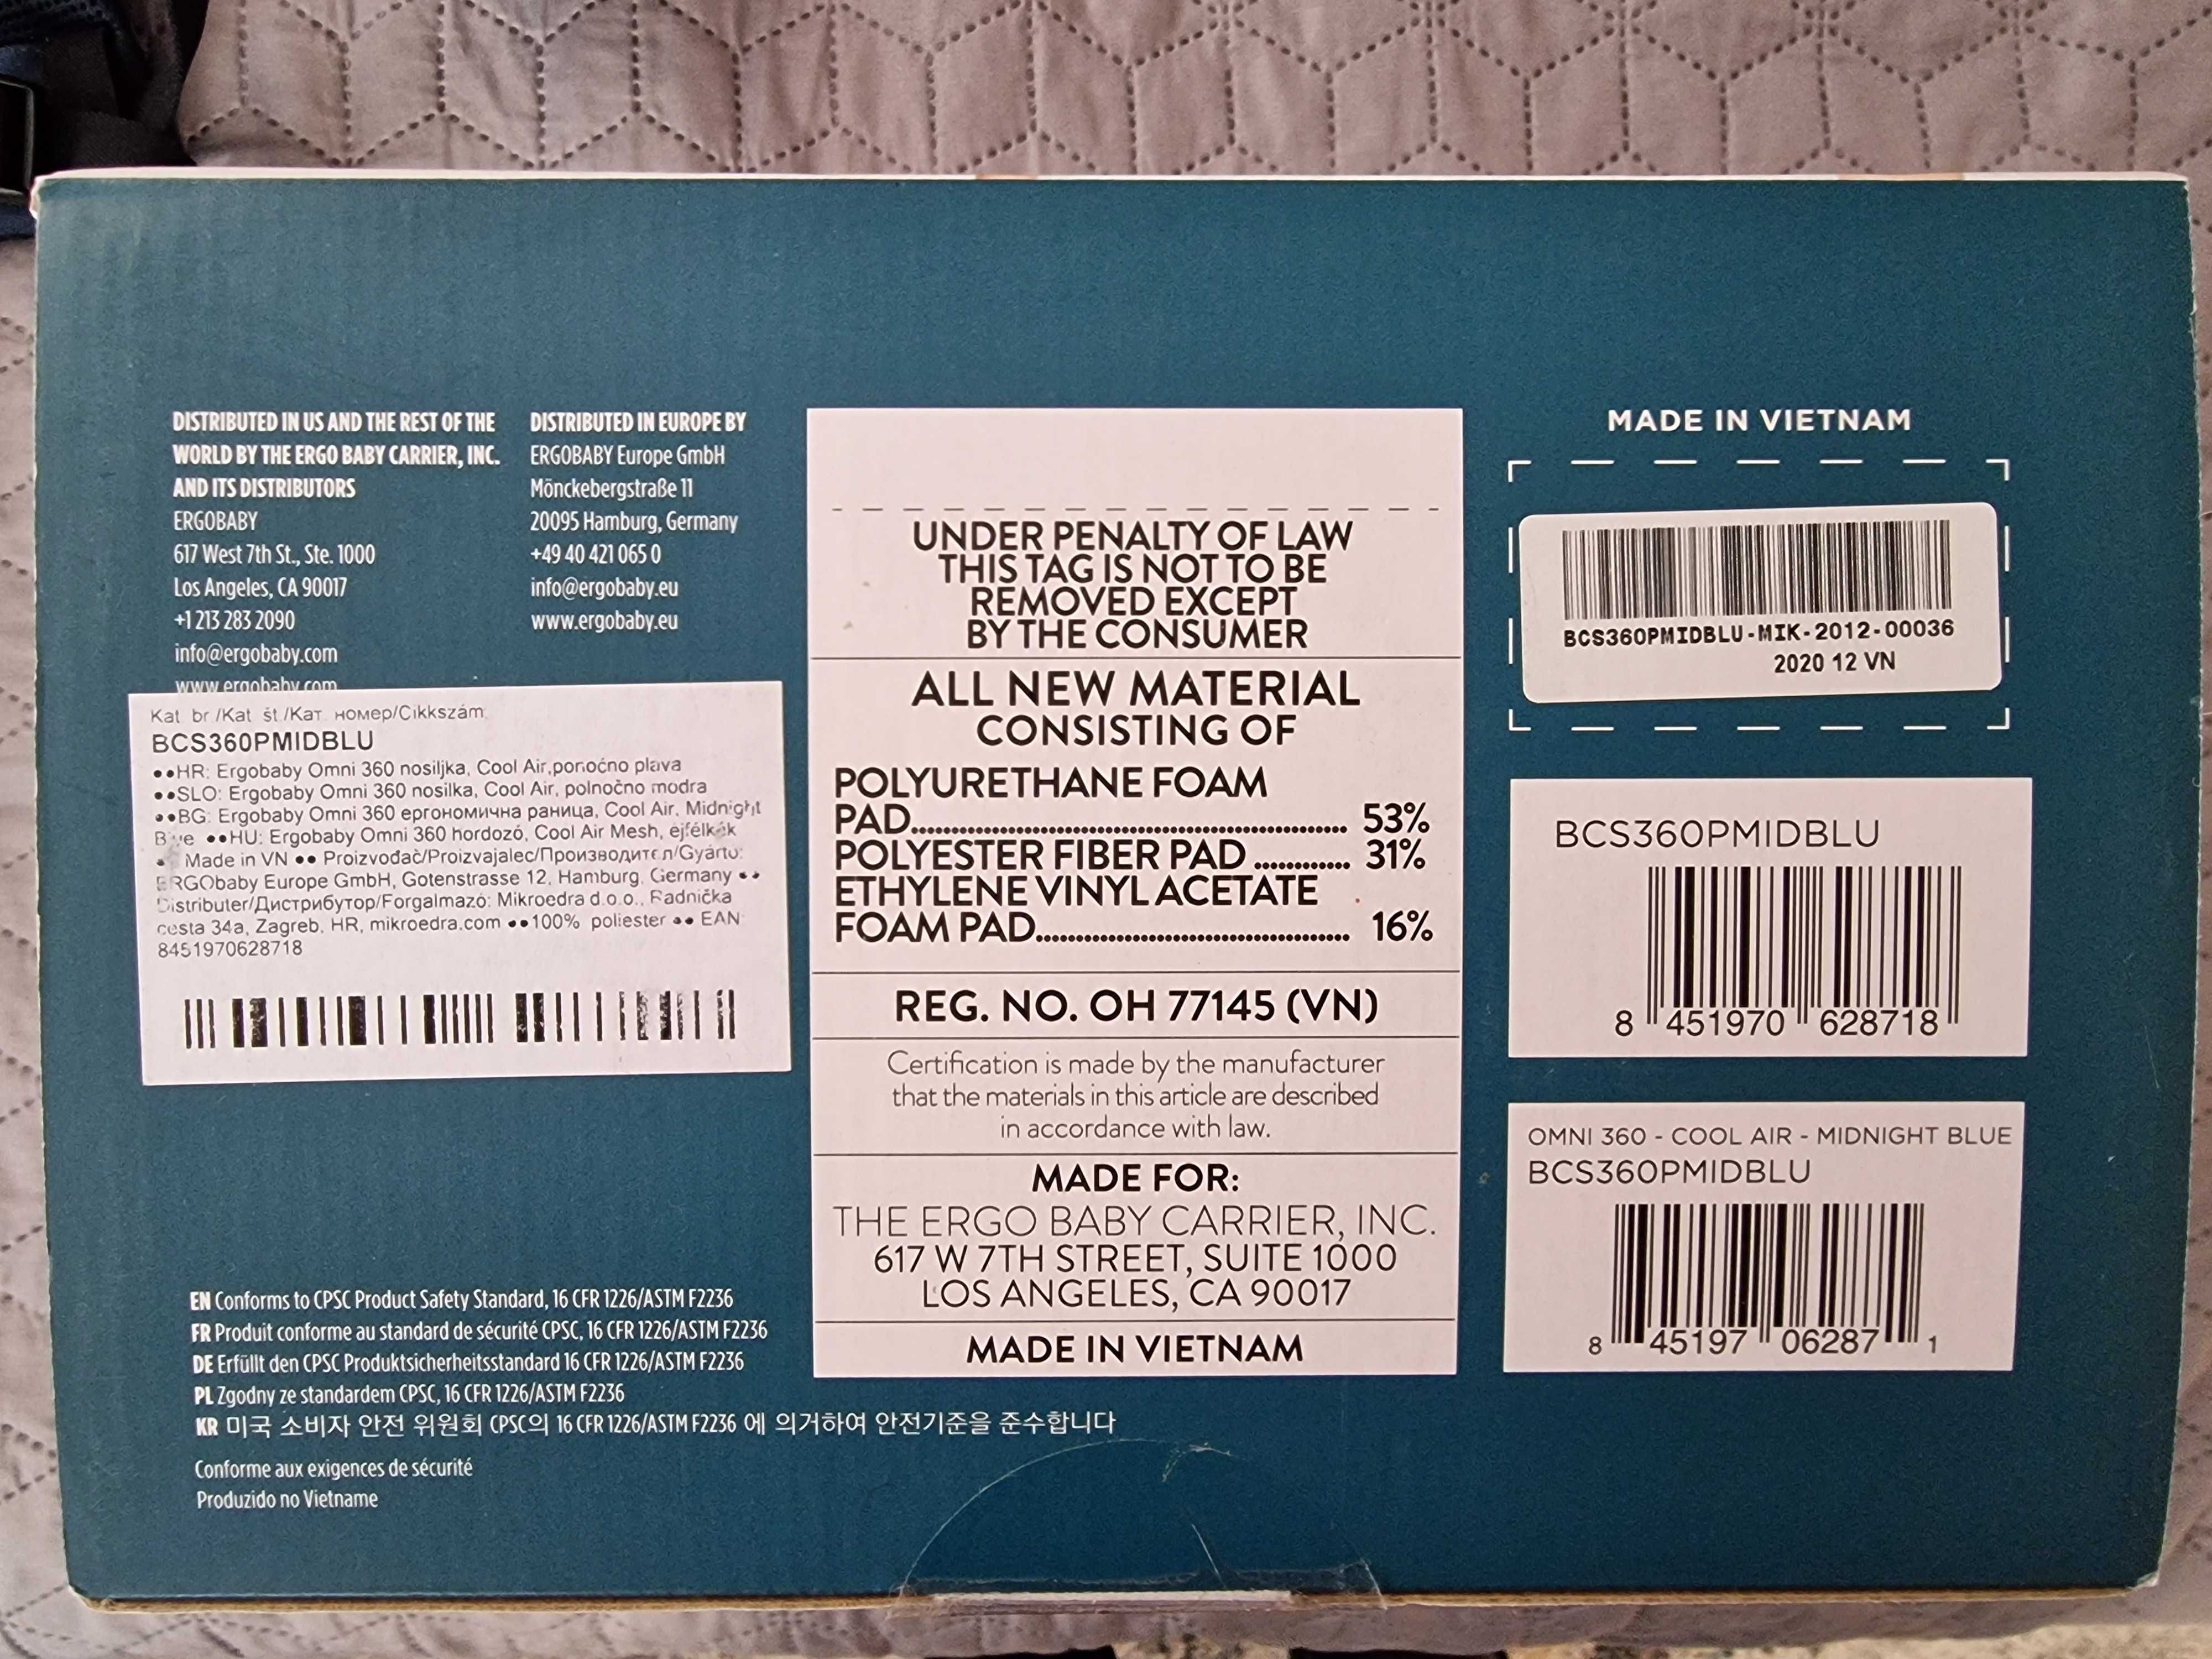 DISTRIBUTED IN US AND THE REST OF THE
WORLD BY THE ERGO BABY CARRIER, INC.
AND ITS DISTRIBUTORS
ERGOBABY
617 West 7th St., Ste. 1000
Los Angeles, CA 90017
+1 213 283 2090
info@ergobaby.com
www.ergobaby.com
DISTRIBUTED IN EUROPE BY
ERGOBABY Europe GmbH
Mönckebergstraße 11
20095 Hamburg, Germany
+49 40 421 065 0
info@ergobaby.eu
www.ergobaby.eu
Kat. br./Kat. št./Кат. номер/Cikkszám:
BCS360PMIDBLU
••HR: Ergobaby Omni 360 nosiljka, Cool Air,ponoćno plava
••SLO: Ergobaby Omni 360 nosilka, Cool Air, polnočno modra
••BG: Ergobaby Omni 360 ергономична раница, Cool Air, Midnight
Blue ••HU: Ergobaby Omni 360 hordozó, Cool Air Mesh, éjfélkék
• Made in VN •• Proizvođač/Proizvajalec/Производител/Gyártó:
ERGObaby Europe GmbH, Gotenstrasse 12, Hamburg, Germany ••
Distributer/Дистрибутор/Forgalmazó: Mikroedra d.o.o., Radnička
cesta 34a, Zagreb, HR, mikroedra.com ••100% poliester •• EAN:
8451970628718
EN Conforms to CPSC Product Safety Standard, 16 CFR 1226/ASTM F2236
FR Produit conforme au standard de sécurité CPSC, 16 CFR 1226/ASTM F2236
DE Erfüllt den CPSC Produktsicherheitsstandard 16 CFR 1226/ASTM F2236
PL Zgodny ze standardem CPSC, 16 CFR 1226/ASTM F2236
KR 미국 소비자 안전 위원회 CPSC의 16 CFR 1226/ASTM F2236 에 의거하여 안전기준을 준수합니다
Conforme aux exigences de sécurité
Produzido no Vietname
UNDER PENALTY OF LAW
THIS TAG IS NOT TO BE
REMOVED EXCEPT
BY THE CONSUMER
ALL NEW MATERIAL
CONSISTING OF
POLYURETHANE FOAM
PAD.................................................. 53%
POLYESTER FIBER PAD ............ 31%
ETHYLENE VINYL ACETATE
FOAM PAD....................................... 16%
REG. NO. OH 77145 (VN)
Certification is made by the manufacturer
that the materials in this article are described
in accordance with law.
MADE FOR:
THE ERGO BABY CARRIER, INC.
617 W 7TH STREET, SUITE 1000
LOS ANGELES, CA 90017
MADE IN VIETNAM
MADE IN VIETNAM
BCS360PMIDBLU-MIK-2012-00036
2020 12 VN
BCS360PMIDBLU
8 451970 628718
OMNI 360 - COOL AIR - MIDNIGHT BLUE
BCS360PMIDBLU
8 45197 06287 1